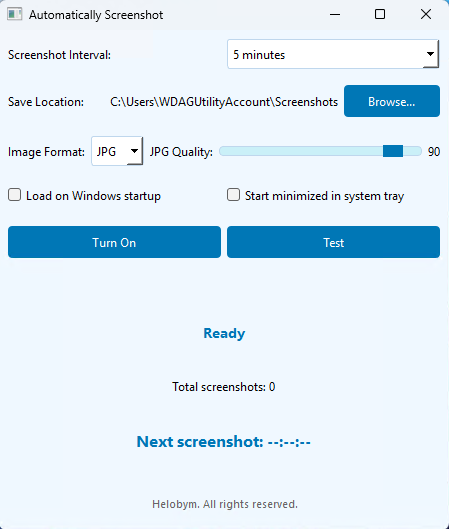 Automatically Screenshot
Screenshot Interval: 5 minutes
Save Location: C:\Users\WDAGUtilityAccount\Screenshots Browse...
Image Format: JPG JPG Quality: 90
Load on Windows startup Start minimized in system tray
Turn On Test
Ready
Total screenshots: 0
Next screenshot: --:--:--
Helobym. All rights reserved.